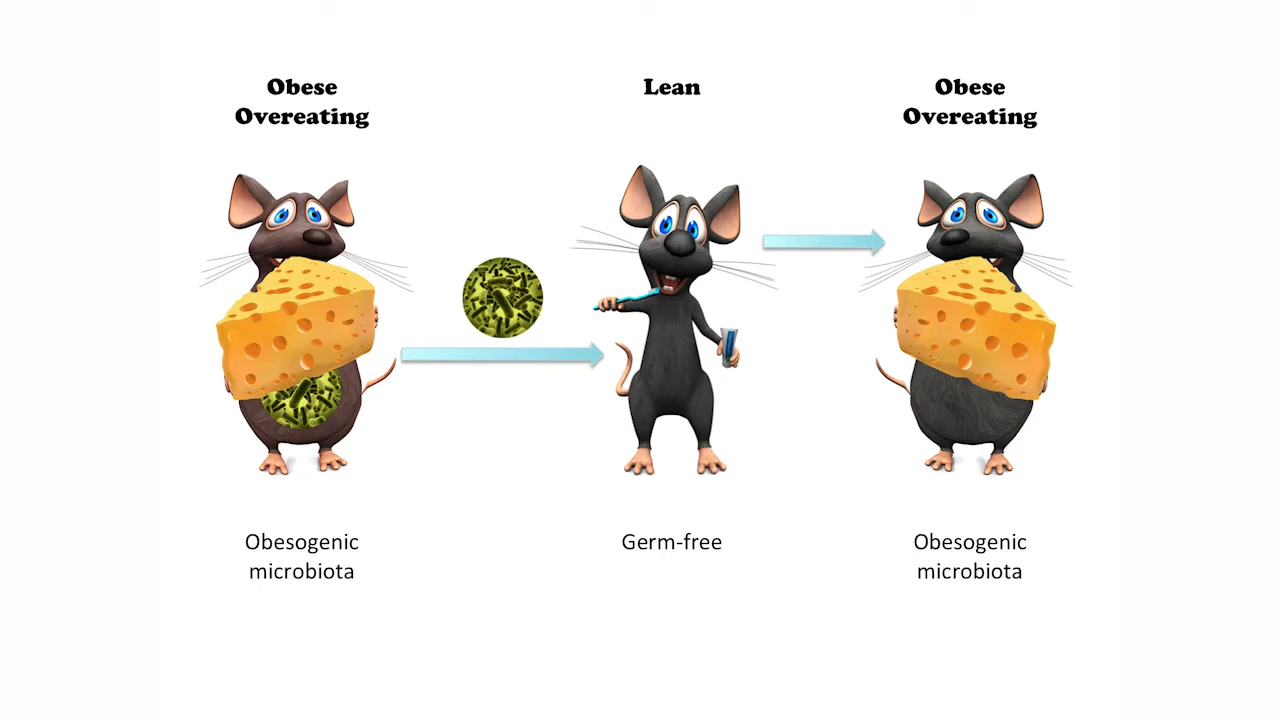 Obese
Overeating
Lean
Obese
Overeating
Obesogenic
microbiota
Germ-free
Obesogenic
microbiota